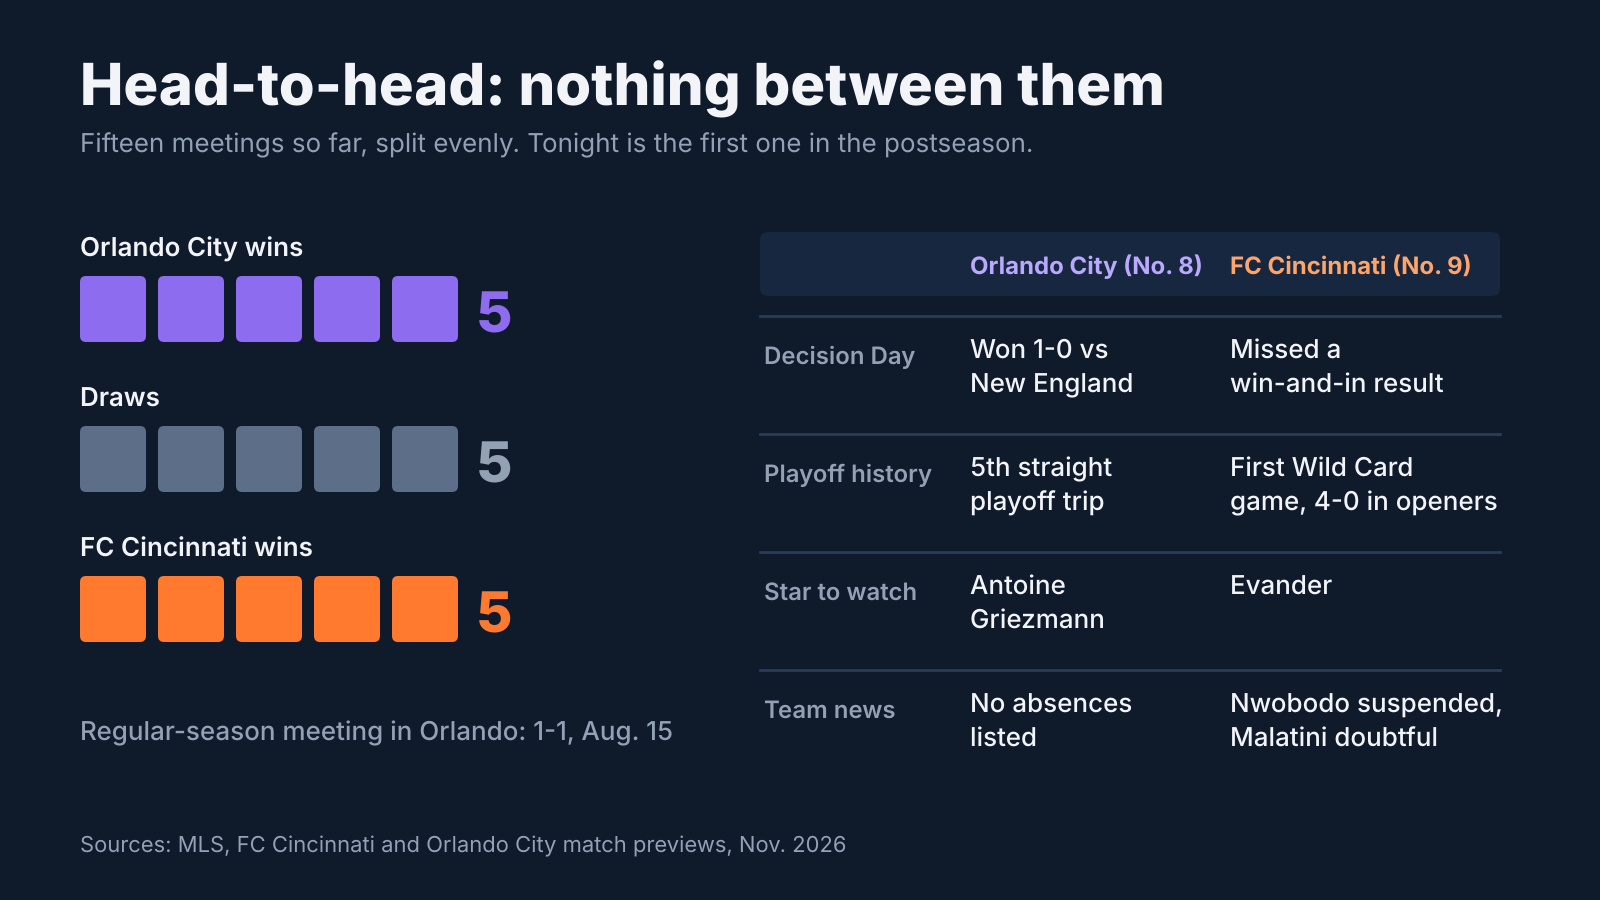 Head-to-head: nothing between them
Fifteen meetings so far, split evenly. Tonight is the first one in the postseason.
Orlando City wins
5
Draws
5
FC Cincinnati wins
5
Regular-season meeting in Orlando: 1-1, Aug. 15
Orlando City (No. 8) FC Cincinnati (No. 9)
Decision Day
Won 1-0 vs
New England
Missed a
win-and-in result
Playoff history
5th straight
playoff trip
First Wild Card
game, 4-0 in openers
Star to watch
Antoine
Griezmann
Evander
Team news
No absences
listed
Nwobodo suspended,
Malatini doubtful
Sources: MLS, FC Cincinnati and Orlando City match previews, Nov. 2026